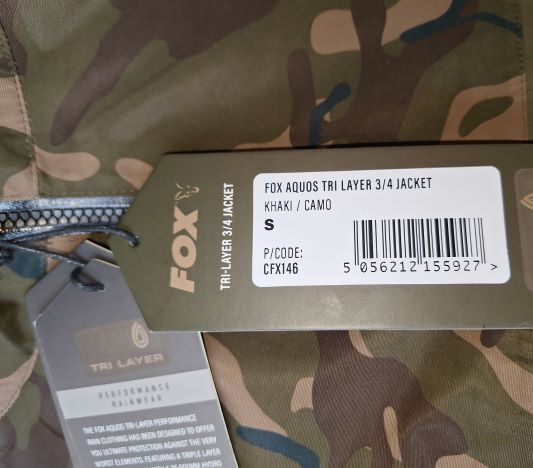 FOX
TRI-LAYER 3/4 JACKET
FOX AQUOS TRI LAYER 3/4 JACKET
KHAKI / CAMO
S
P/CODE:
CFX146
5 056212 155927 >
TRI LAYER
PERFORMANCE
RAINWEAR
THE FOX AQUOS TRI-LAYER PERFORMANCE
RAIN CLOTHING HAS BEEN DESIGNED TO OFFER
YOU ULTIMATE PROTECTION AGAINST THE VERY
WORST ELEMENTS. FEATURING A TRIPLE LAYER
HYDRO